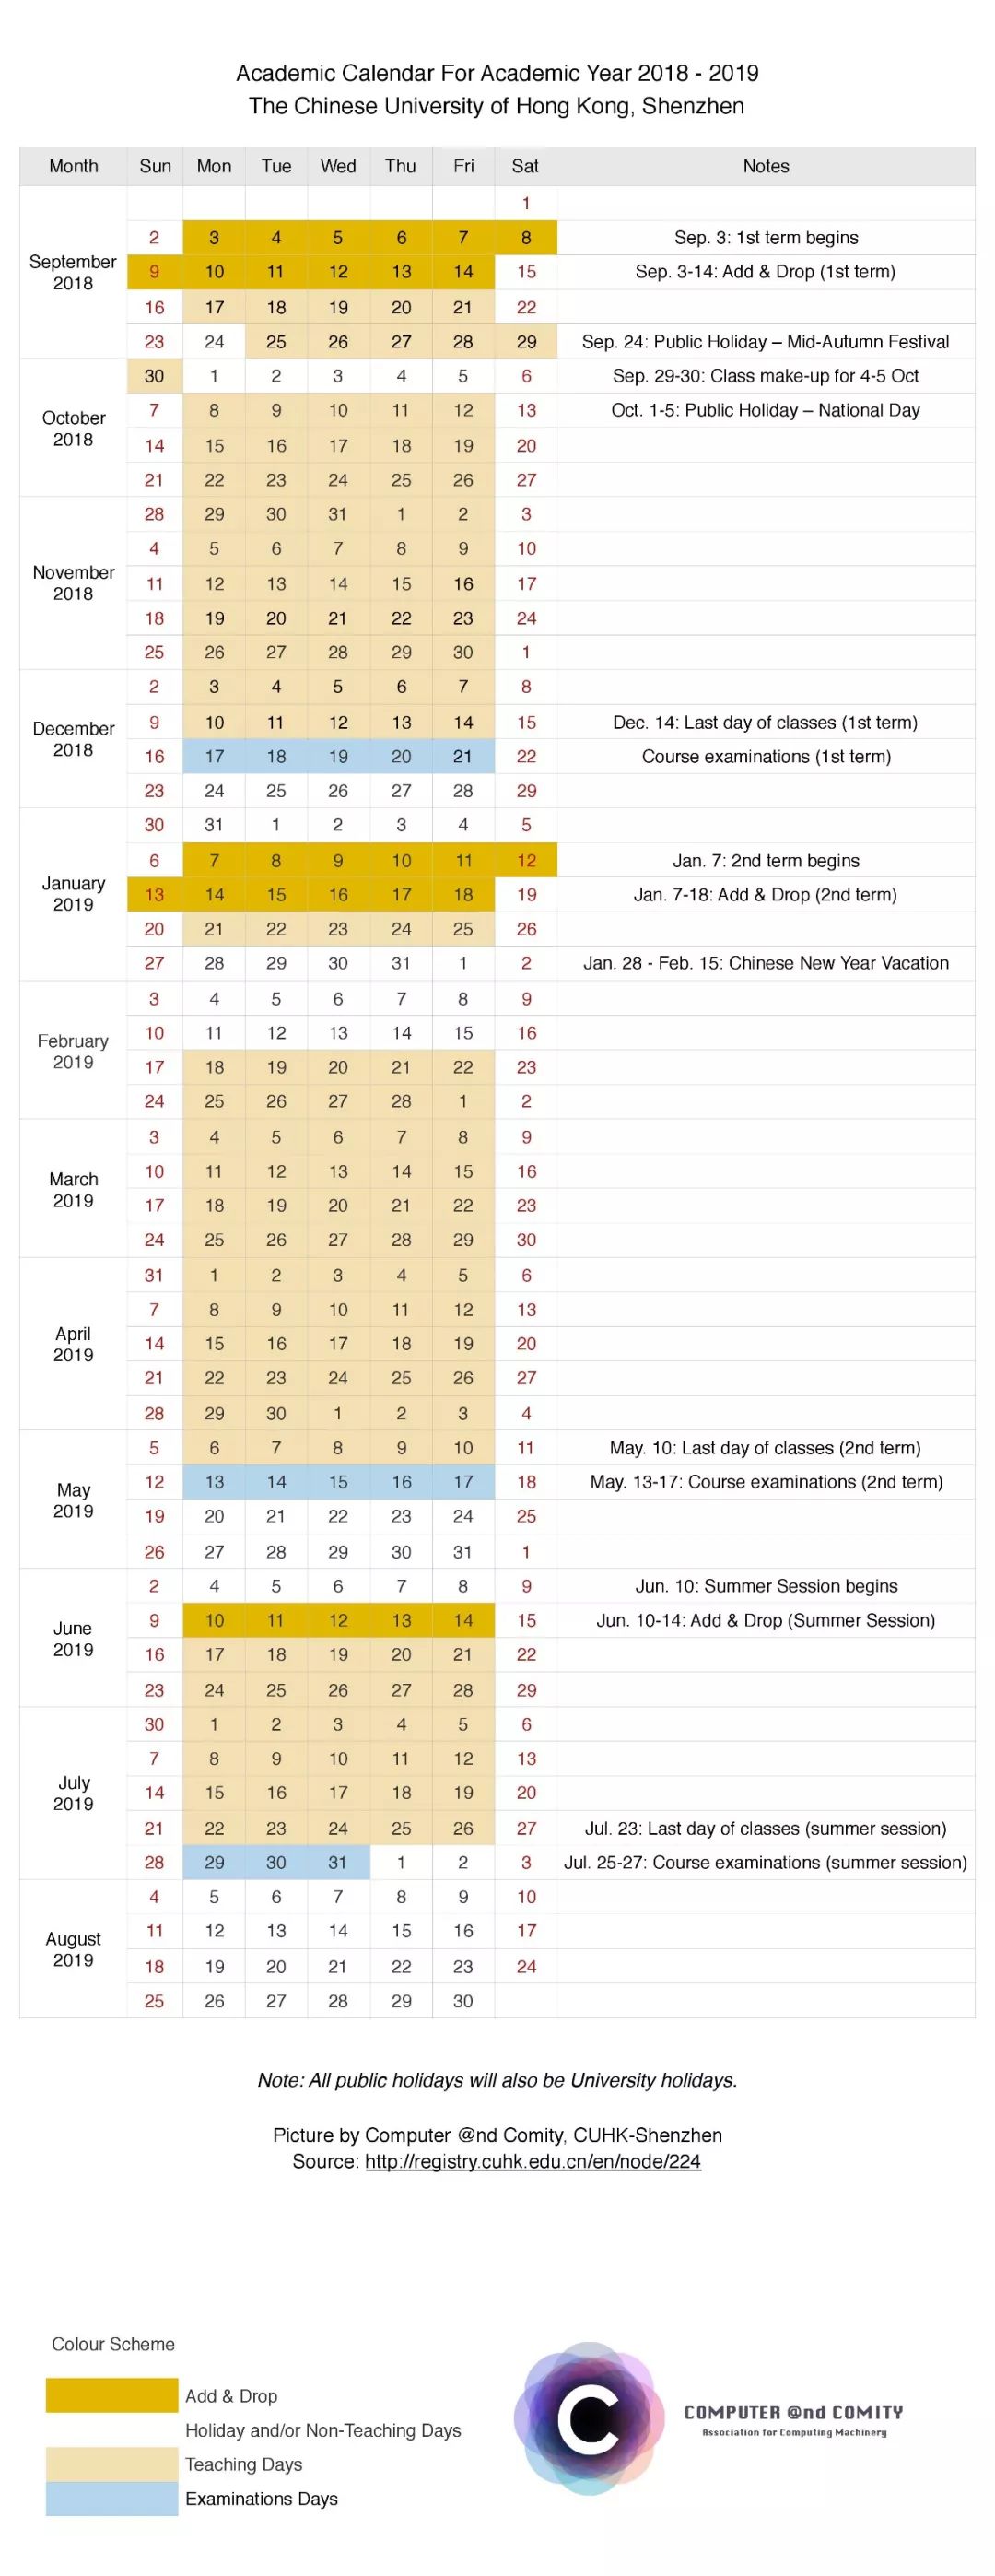 Academic Calendar For Academic Year 2018 - 2019
The Chinese University of Hong Kong, Shenzhen
Month Sun Mon Tue Wed Thu Fri Sat Notes
September 2018
1
2 3 4 5 6 7 8 Sep. 3: 1st term begins
9 10 11 12 13 14 15 Sep. 3-14: Add & Drop (1st term)
16 17 18 19 20 21 22
23 24 25 26 27 28 29 Sep. 24: Public Holiday – Mid-Autumn Festival
October 2018
30 1 2 3 4 5 6 Sep. 29-30: Class make-up for 4-5 Oct
7 8 9 10 11 12 13 Oct. 1-5: Public Holiday – National Day
14 15 16 17 18 19 20
21 22 23 24 25 26 27
November 2018
28 29 30 31 1 2 3
4 5 6 7 8 9 10
11 12 13 14 15 16 17
18 19 20 21 22 23 24
25 26 27 28 29 30 1
December 2018
2 3 4 5 6 7 8
9 10 11 12 13 14 15 Dec. 14: Last day of classes (1st term)
16 17 18 19 20 21 22 Course examinations (1st term)
23 24 25 26 27 28 29
January 2019
30 31 1 2 3 4 5
6 7 8 9 10 11 12 Jan. 7: 2nd term begins
13 14 15 16 17 18 19 Jan. 7-18: Add & Drop (2nd term)
20 21 22 23 24 25 26
27 28 29 30 31 1 2 Jan. 28 - Feb. 15: Chinese New Year Vacation
February 2019
3 4 5 6 7 8 9
10 11 12 13 14 15 16
17 18 19 20 21 22 23
24 25 26 27 28 1 2
March 2019
3 4 5 6 7 8 9
10 11 12 13 14 15 16
17 18 19 20 21 22 23
24 25 26 27 28 29 30
April 2019
31 1 2 3 4 5 6
7 8 9 10 11 12 13
14 15 16 17 18 19 20
21 22 23 24 25 26 27
28 29 30 1 2 3 4
May 2019
5 6 7 8 9 10 11 May. 10: Last day of classes (2nd term)
12 13 14 15 16 17 18 May. 13-17: Course examinations (2nd term)
19 20 21 22 23 24 25
26 27 28 29 30 31 1
June 2019
2 4 5 6 7 8 9 Jun. 10: Summer Session begins
9 10 11 12 13 14 15 Jun. 10-14: Add & Drop (Summer Session)
16 17 18 19 20 21 22
23 24 25 26 27 28 29
July 2019
30 1 2 3 4 5 6
7 8 9 10 11 12 13
14 15 16 17 18 19 20
21 22 23 24 25 26 27 Jul. 23: Last day of classes (summer session)
28 29 30 31 1 2 3 Jul. 25-27: Course examinations (summer session)
August 2019
4 5 6 7 8 9 10
11 12 13 14 15 16 17
18 19 20 21 22 23 24
25 26 27 28 29 30
Note: All public holidays will also be University holidays.
Picture by Computer @nd Comity, CUHK-Shenzhen
Source: http://registry.cuhk.edu.cn/en/node/224
Colour Scheme
Add & Drop
Holiday and/or Non-Teaching Days
Teaching Days
Examinations Days
C
COMPUTER @nd COMITY
Association for Computing Machinery